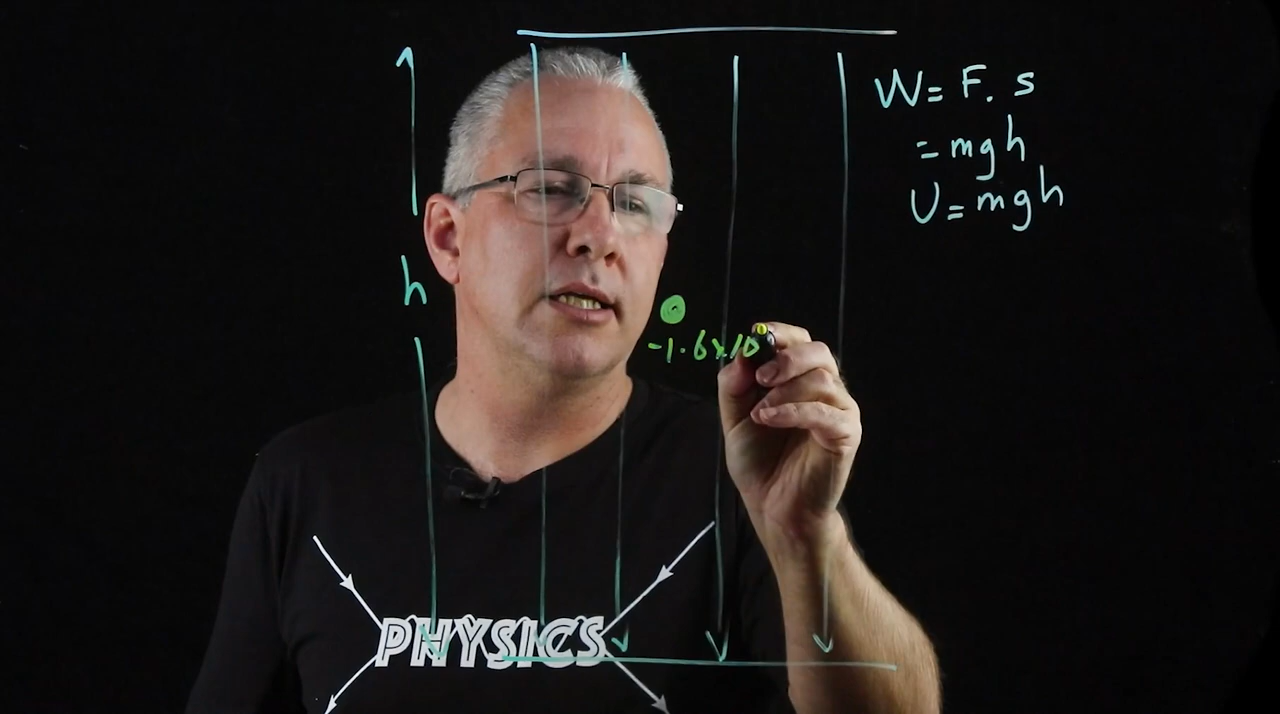 W = F. s
= mgh
U = mgh
h
-1.6x10
PHYSICS